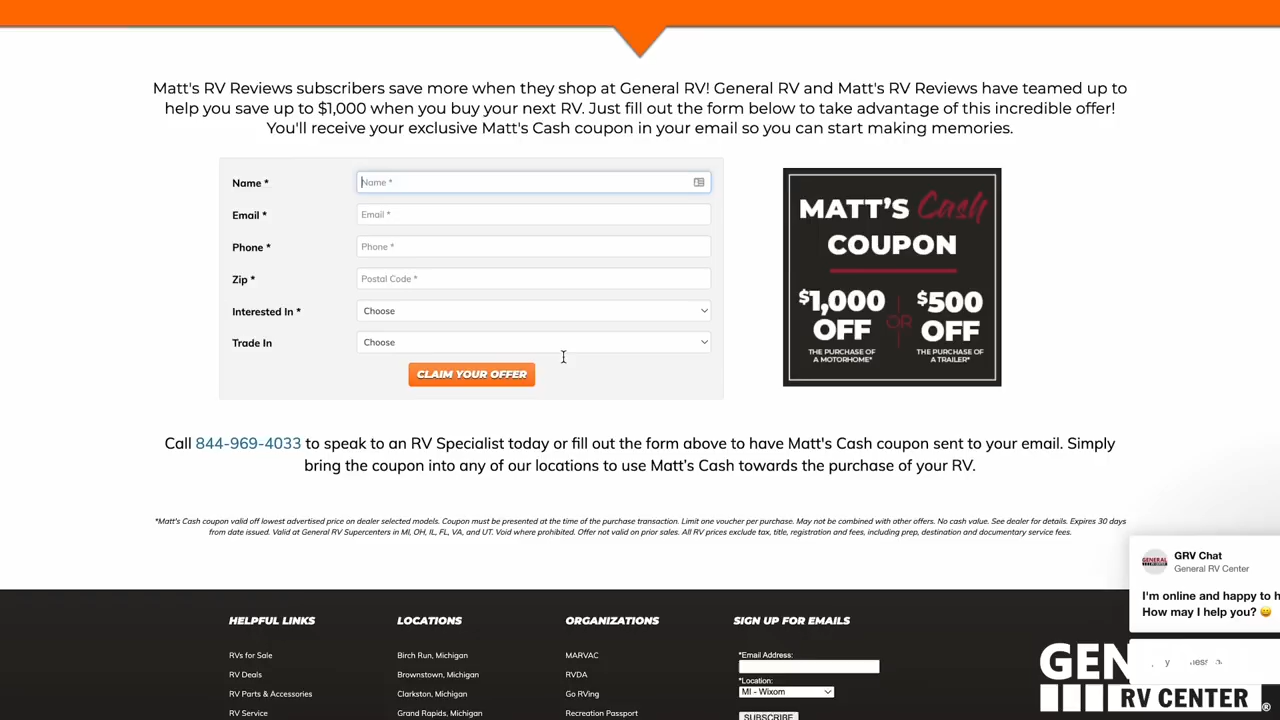 Matt's RV Reviews subscribers save more when they shop at General RV! General RV and Matt's RV Reviews have teamed up to
help you save up to $1,000 when you buy your next RV. Just fill out the form below to take advantage of this incredible offer!
You'll receive your exclusive Matt's Cash coupon in your email so you can start making memories.
Name * Name *
Email * Email *
Phone * Phone *
Zip * Postal Code *
Interested In * Choose
Trade In Choose
CLAIM YOUR OFFER
MATT'S Cash
COUPON
$1,000 OFF
THE PURCHASE OF
A MOTORHOME*
OR
$500 OFF
THE PURCHASE OF
A TRAILER*
Call 844-969-4033 to speak to an RV Specialist today or fill out the form above to have Matt's Cash coupon sent to your email. Simply
bring the coupon into any of our locations to use Matt's Cash towards the purchase of your RV.
*Matt's Cash coupon valid off lowest advertised price on dealer selected models. Coupon must be presented at the time of the purchase transaction. Limit one voucher per purchase. May not be combined with other offers. No cash value. See dealer for details. Expires 30 days
from date issued. Valid at General RV Supercenters in MI, OH, IL, FL, VA, and UT. Void where prohibited. Offer not valid on prior sales. All RV prices exclude tax, title, registration and fees, including prep, destination and documentary service fees.
GRV Chat
General RV Center
I'm online and happy to h
How may I help you? 😀
HELPFUL LINKS
RVs for Sale
RV Deals
RV Parts & Accessories
RV Service
LOCATIONS
Birch Run, Michigan
Brownstown, Michigan
Clarkston, Michigan
Grand Rapids, Michigan
ORGANIZATIONS
MARVAC
RVDA
Go RVing
Recreation Passport
SIGN UP FOR EMAILS
*Email Address:
*Location:
MI - Wixom
SUBSCRIBE
GEN
RV CENTER®